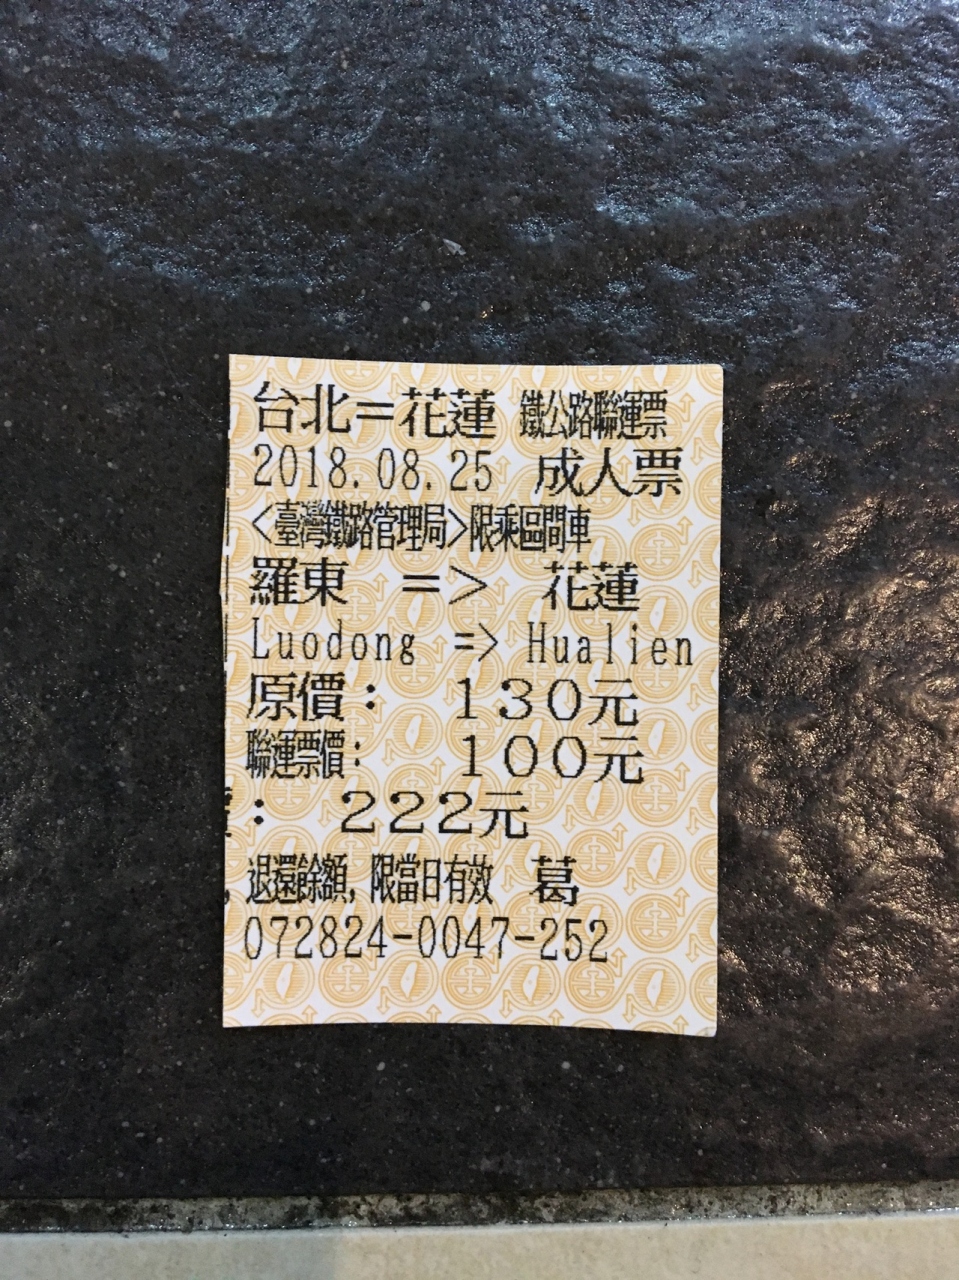 台北=花蓮 鐵公路聯運票
2018.08.25 成人票
<臺灣鐵路管理局>限乘區間車
羅東 => 花蓮
Luodong => Hualien
原價： 130元
聯運票價： 100元
： 222元
退還餘額，限當日有效 葛
072824-0047-252